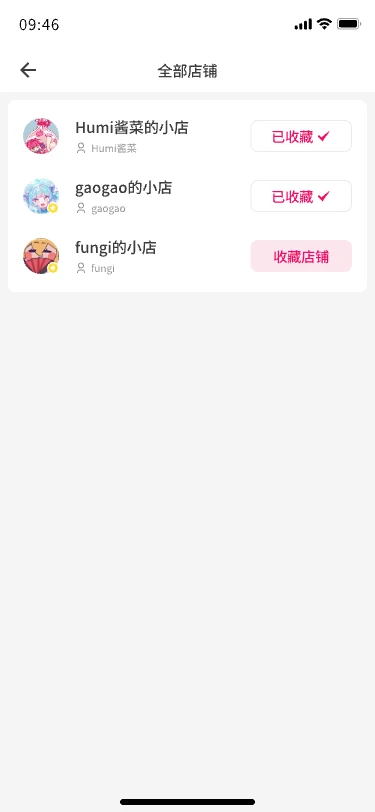 09:46
全部店铺
Humi酱菜的小店
Humi酱菜
已收藏
gaogao的小店
gaogao
已收藏
fungi的小店
fungi
收藏店铺